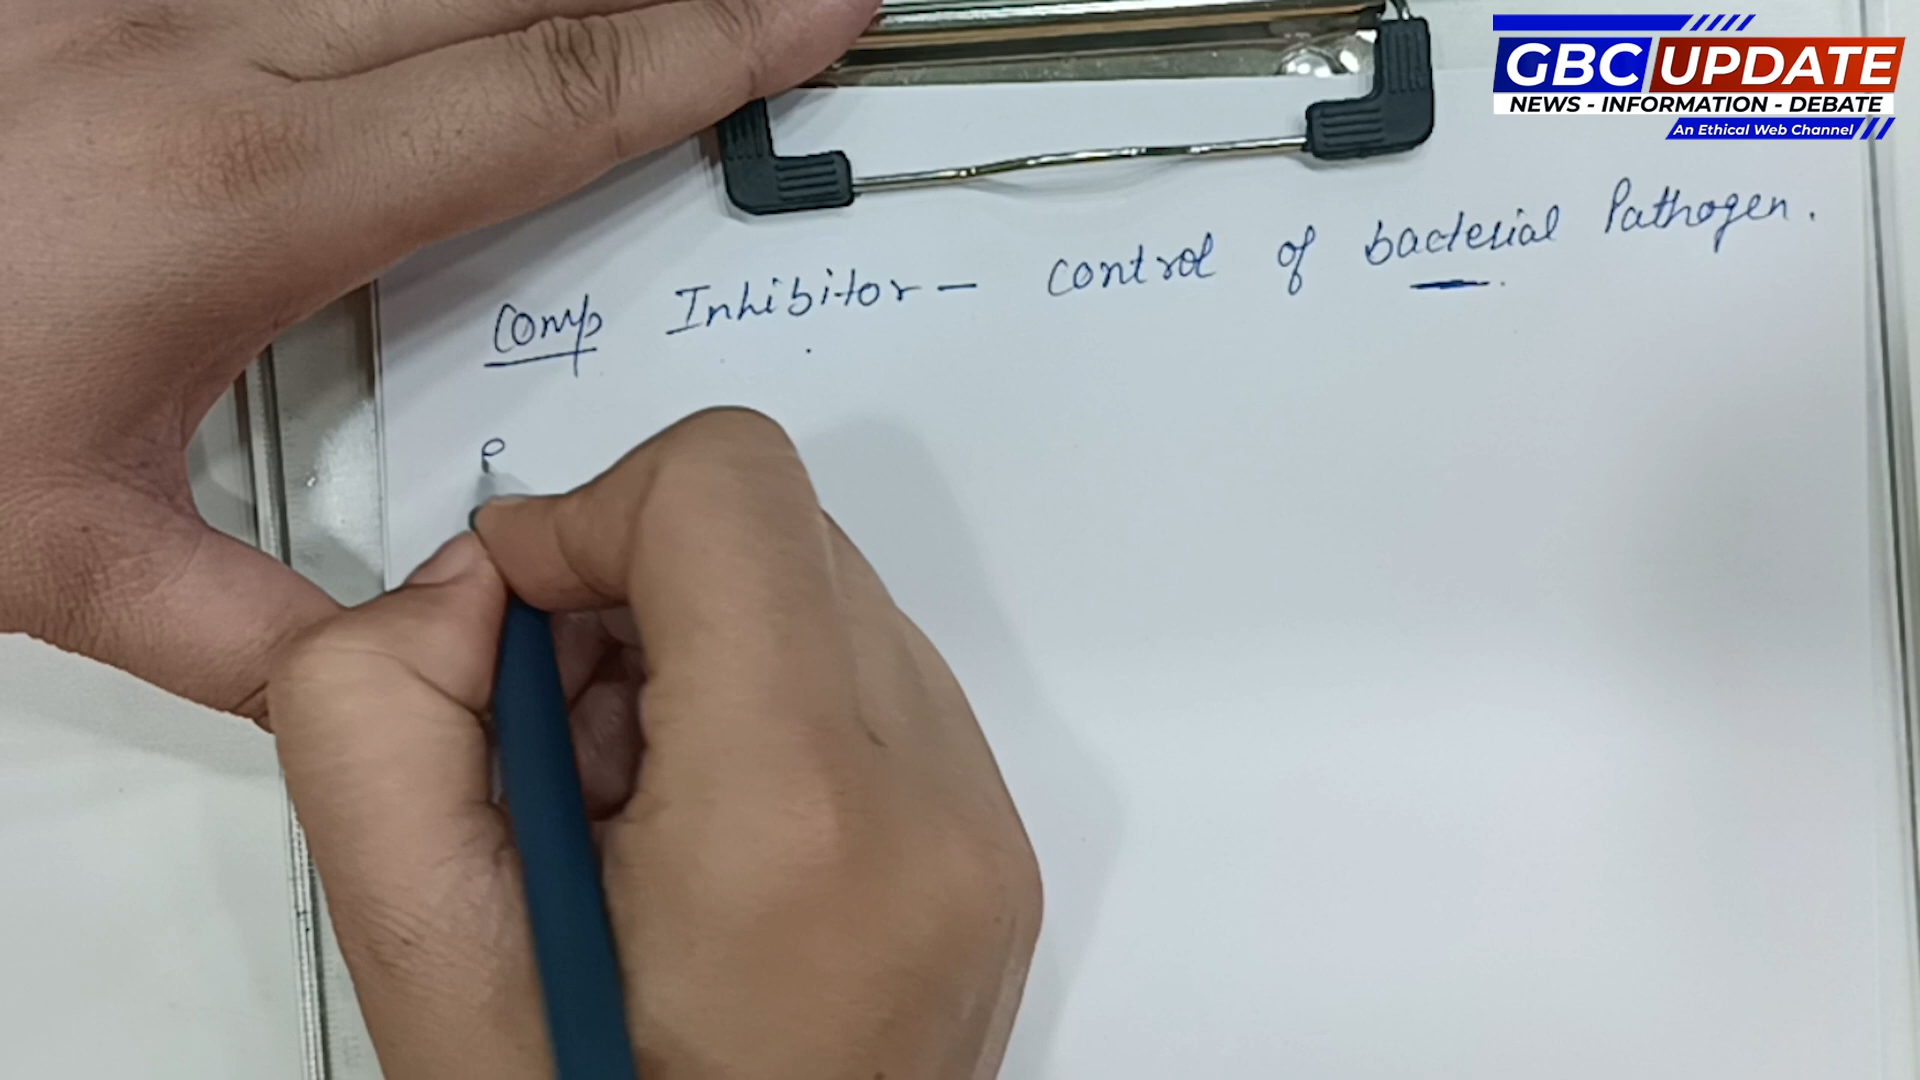 GBC UPDATE
NEWS - INFORMATION - DEBATE
An Ethical Web Channel
Comp Inhibitor - Control of bacterial Pathogen.